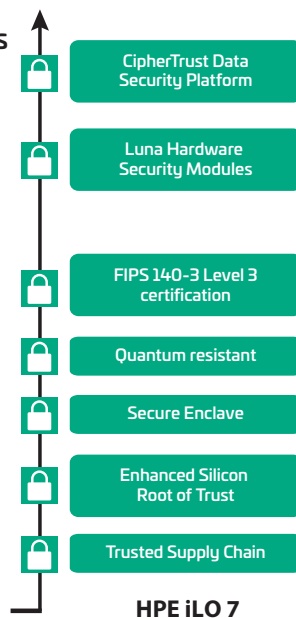 S
CipherTrust Data
Security Platform
Luna Hardware
Security Modules
FIPS 140-3 Level 3
certification
Quantum resistant
Secure Enclave
Enhanced Silicon
Root of Trust
Trusted Supply Chain
HPE iLO 7